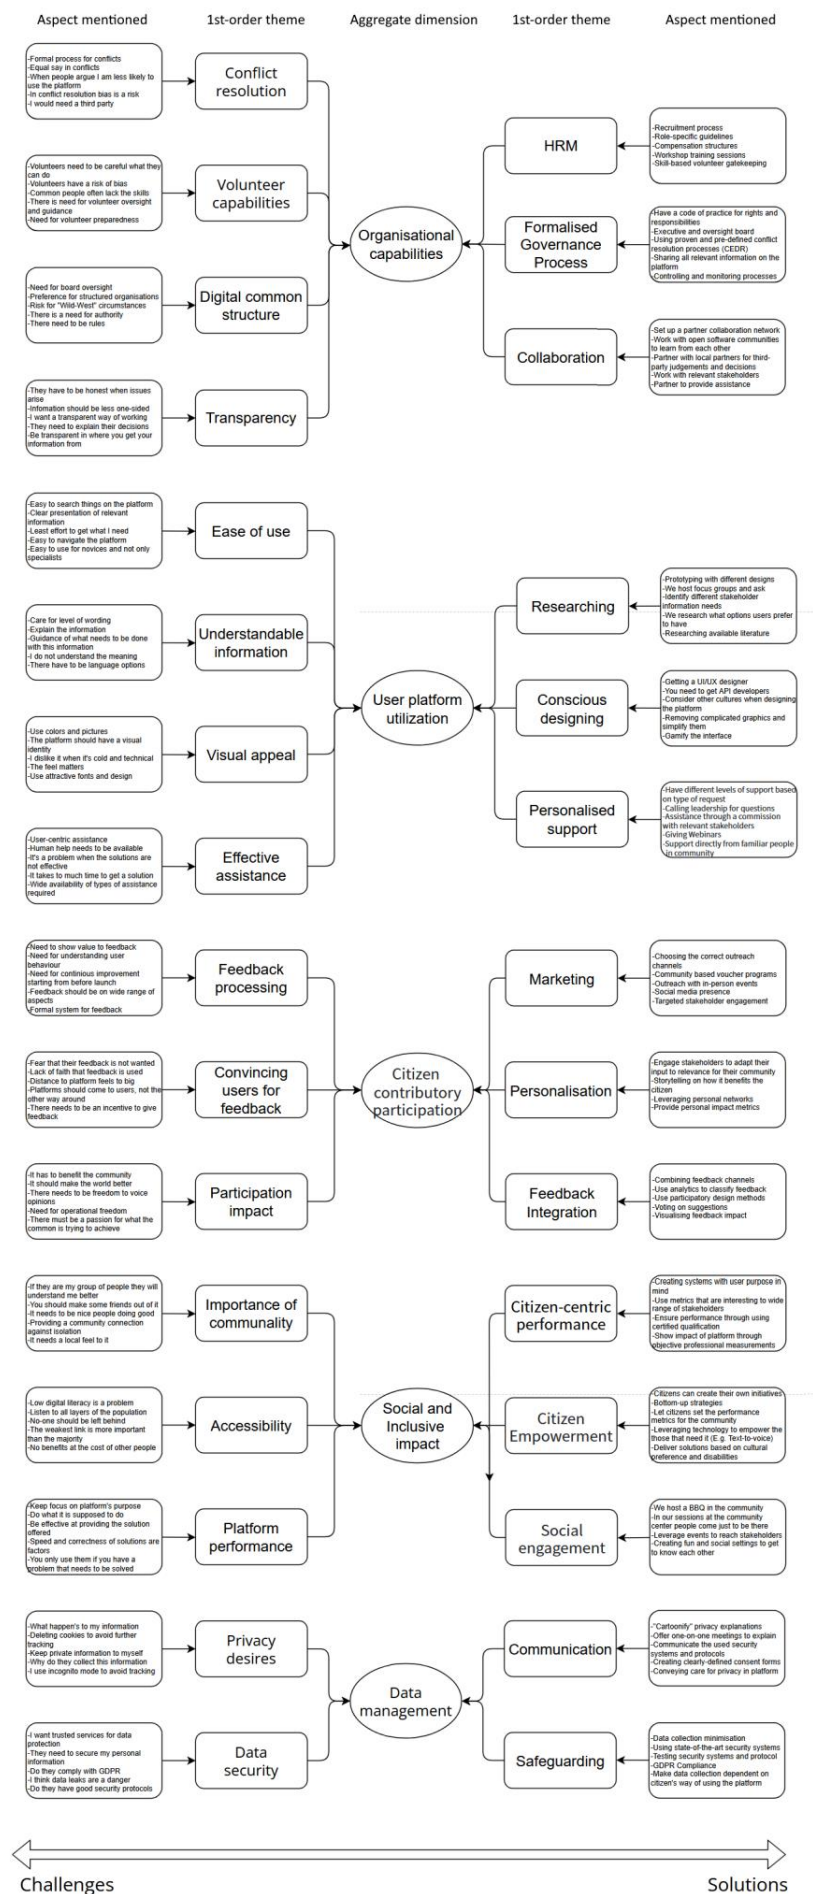 Aspect mentioned
1st-order theme
Aggregate dimension
1st-order theme
Aspect mentioned
-Formal process for conflicts
-Equal say in conflicts
-When people argue I am less likely to
use the platform
-In conflict resolution bias is a risk
-I would need a third party
Conflict
resolution
-Volunteers need to be careful what they
can do
-Volunteers have a risk of bias
-Common people often lack the skills
-There is need for volunteer oversight
and guidance
-Need for volunteer preparedness
Volunteer
capabilities
-Need for board oversight
-Preference for structured organisations
-Risk for "Wild-West" circumstances
-There is a need for authority
-There need to be rules
Digital common
structure
-They have to be honest when issues
arise
-Infomation should be less one-sided
-I want a transparent way of working
-They need to explain their decisions
-Be transparent in where you get your
information from
Transparency
Organisational
capabilities
HRM
-Recruitment process
-Role-specific guidelines
-Compensation structures
-Workshop training sessions
-Skill-based volunteer gatekeeping
Formalised
Governance
Process
-Have a code of practice for rights and
responsibilities
-Executive and oversight board
-Using proven and pre-defined conflict
resolution processes (CEDR)
-Sharing all relevant information on the
platform
-Controlling and monitoring processes
Collaboration
-Set up a partner collaboration network
-Work with open software communities
to learn from each other
-Partner with local partners for third-
party judgements and decisions
-Work with relevant stakeholders
-Partner to provide assistance
-Easy to search things on the platform
-Clear presentation of relevant
information
-Least effort to get what I need
-Easy to navigate the platform
-Easy to use for novices and not only
specialists
Ease of use
-Care for level of wording
-Explain the information
-Guidance of what needs to be done
with this information
-I do not understand the meaning
-There have to be language options
Understandable
information
-Use colors and pictures
-The platform should have a visual
identity
-I dislike it when it's cold and technical
-The feel matters
-Use attractive fonts and design
Visual appeal
-User-centric assistance
-Human help needs to be available
-It's a problem when the solutions are
not effective
-It takes to much time to get a solution
-Wide availability of types of assistance
required
Effective
assistance
User platform
utilization
Researching
-Prototyping with different designs
-We host focus groups and ask
-Identify different stakeholder
information needs
-We research what options users prefer
to have
-Researching available literature
Conscious
designing
-Getting a UI/UX designer
-You need to get API developers
-Consider other cultures when designing
the platform
-Removing complicated graphics and
simplify them
-Gamify the interface
Personalised
support
-Have different levels of support based
on type of request
-Calling leadership for questions
-Assistance through a commission
with relevant stakeholders
-Giving Webinars
-Support directly from familiar people
in community
-Need to show value to feedback
-Need for understanding user
behaviour
-Need for continious improvement
starting from before launch
-Feedback should be on wide range of
aspects
-Formal system for feedback
Feedback
processing
-Fear that their feedback is not wanted
-Lack of faith that feedback is used
-Distance to platform feels to big
-Platforms should come to users, not the
other way around
-There needs to be an incentive to give
feedback
Convincing
users for
feedback
-It has to benefit the community
-It should make the world better
-There needs to be freedom to voice
opinions
-Need for operational freedom
-There must be a passion for what the
common is trying to achieve
Participation
impact
Citizen
contributory
participation
Marketing
-Choosing the correct outreach
channels
-Community based voucher programs
-Outreach with in-person events
-Social media presence
-Targeted stakeholder engagement
Personalisation
-Engage stakeholders to adapt their
input to relevance for their community
-Storytelling on how it benefits the
citizen
-Leveraging personal networks
-Provide personal impact metrics
Feedback
Integration
-Combining feedback channels
-Use analytics to classify feedback
-Use participatory design methods
-Voting on suggestions
-Visualising feedback impact
-If they are my group of people they will
understand me better
-You should make some friends out of it
-It needs to be nice people doing good
-Providing a community connection
against isolation
-It needs a local feel to it
Importance of
communality
-Low digital literacy is a problem
-Listen to all layers of the population
-No-one should be left behind
-The weakest link is more important
than the majority
-No benefits at the cost of other people
Accessibility
-Keep focus on platform's purpose
-Do what it is supposed to do
-Be effective at providing the solution
offered
-Speed and correctness of solutions are
factors
-You only use them if you have a
problem that needs to be solved
Platform
performance
Social and
Inclusive
impact
Citizen-centric
performance
-Creating systems with user purpose in
mind
-Use metrics that are interesting to wide
range of stakeholders
-Ensure performance through using
certified qualification
-Show impact of platform through
objective professional measurements
Citizen
Empowerment
-Citizens can create their own initiatives
-Bottom-up strategies
-Let citizens set the performance
metrics for the community
-Leveraging technology to empower the
those that need it (E.g. Text-to-voice)
-Deliver solutions based on cultural
preference and disabilities
Social
engagement
-We host a BBQ in the community
-In our sessions at the community
center people come just to be there
-Leverage events to reach stakeholders
-Creating fun and social settings to get
to know each other
-What happen's to my information
-Deleting cookies to avoid further
tracking
-Keep private information to myself
-Why do they collect this information
-I use incognito mode to avoid tracking
Privacy
desires
-I want trusted services for data
protection
-They need to secure my personal
information
-Do they comply with GDPR
-I think data leaks are a danger
-Do they have good security protocols
Data
security
Data
management
Communication
-"Cartoonify" privacy explanations
-Offer one-on-one meetings to explain
-Communicate the used security
systems and protocols
-Creating clearly-defined consent forms
-Conveying care for privacy in platform
Safeguarding
-Data collection minimisation
-Using state-of-the-art security systems
-Testing security systems and protocol
-GDPR Compliance
-Make data collection dependent on
citizen's way of using the platform
Challenges
Solutions